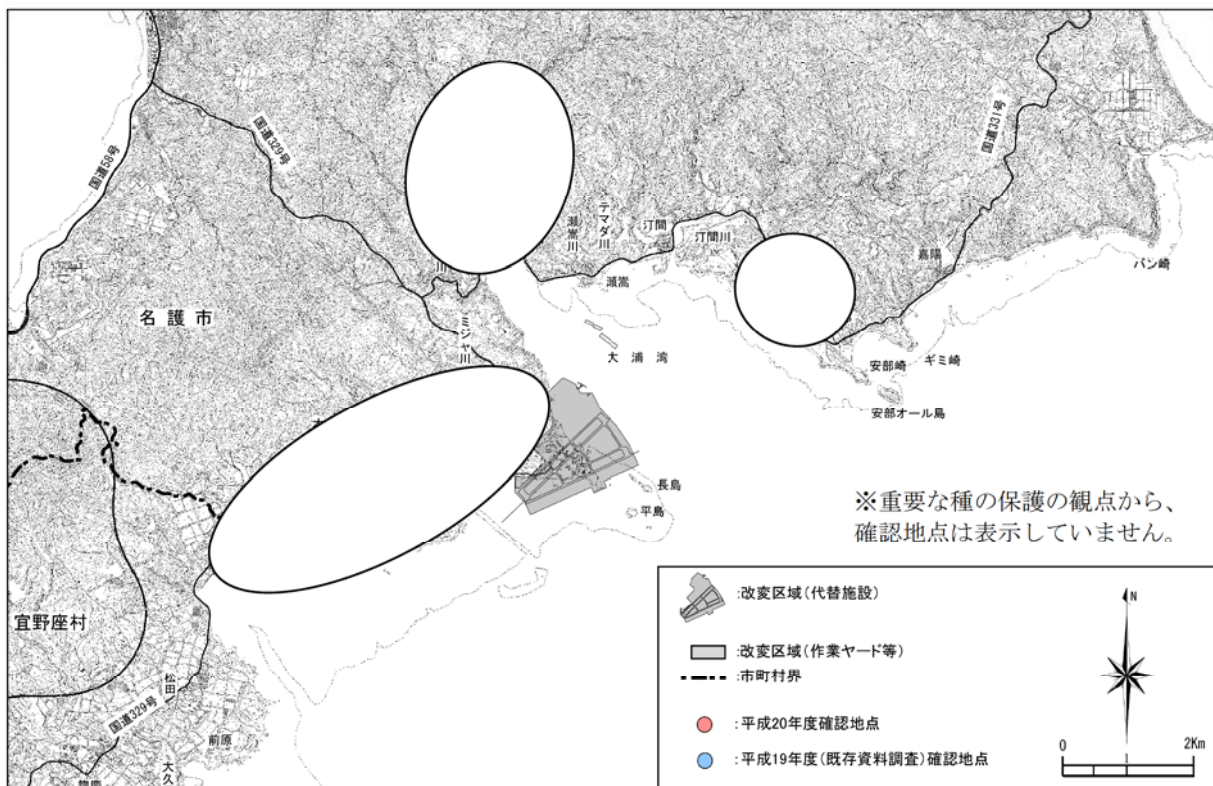 国道58号
国道329号
国道331号
瀬嵩川
テマダ川
汀間
汀間川
嘉陽
バン崎
川
瀬嵩
名護市
ミジャ川
大浦湾
安部崎
ギミ崎
安部オール島
長島
平島
※重要な種の保護の観点から、
確認地点は表示していません。
宜野座村
松田
国道329号
前原
大久
:改変区域(代替施設)
:改変区域(作業ヤード等)
:市町村界
:平成20年度確認地点
:平成19年度(既存資料調査)確認地点
N
0 2Km